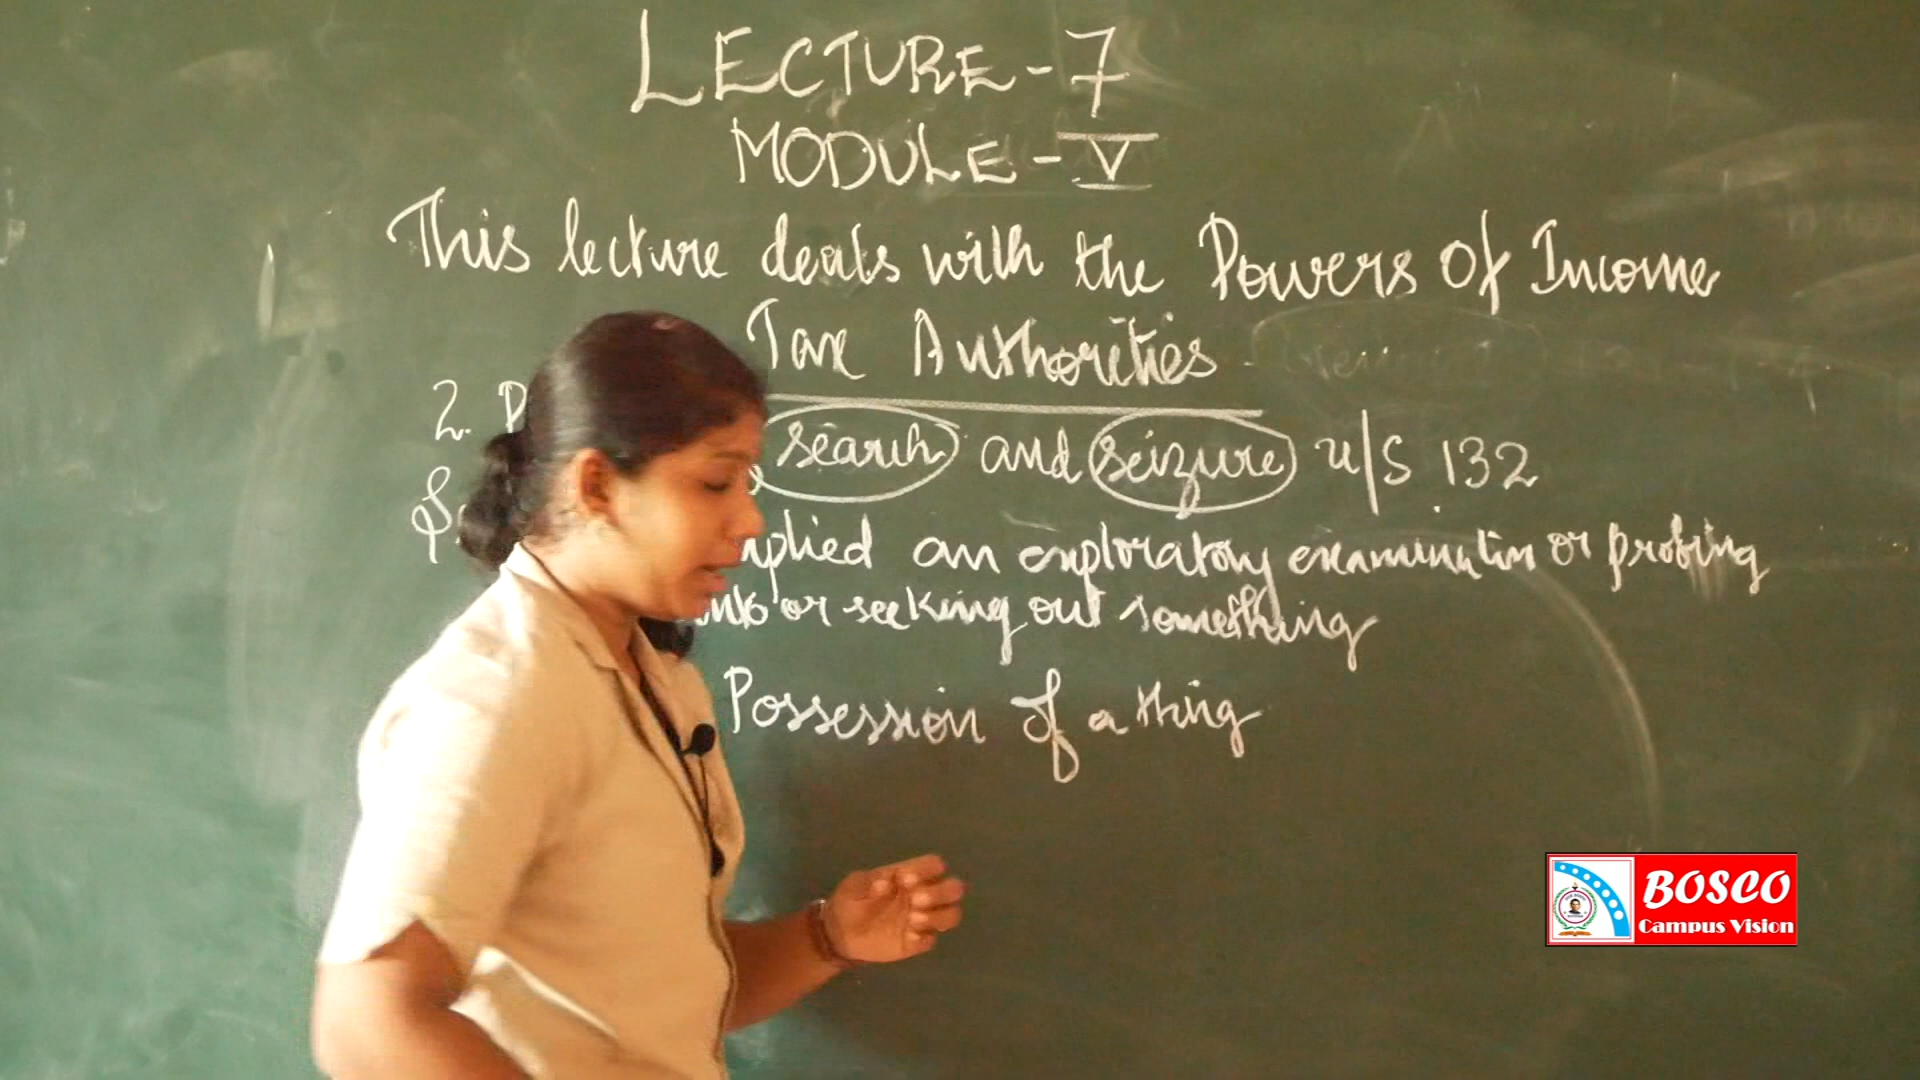 LECTURE-7
MODULE-V
This lecture deals with the Powers Of Income
Tax Authorities
2. P search and seizure u/s 132
an exploratory examination or probing
or seeking out something
Possession of a thing
BOSCO
Campus Vision